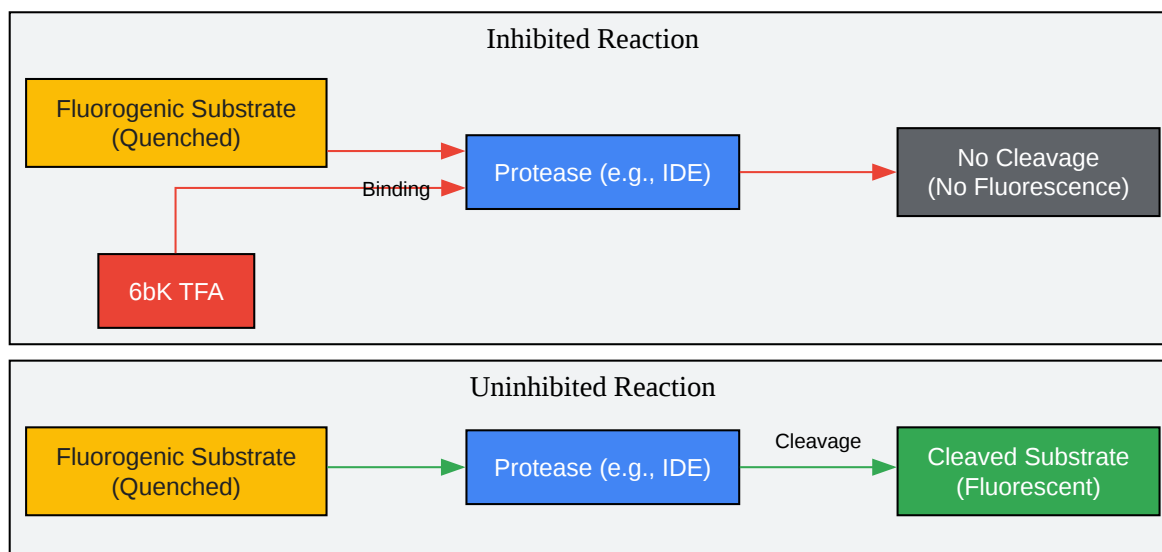 Inhibited Reaction
Fluorogenic Substrate
(Quenched)
Binding
Protease (e.g., IDE)
No Cleavage
(No Fluorescence)
6bK TFA
Uninhibited Reaction
Fluorogenic Substrate
(Quenched)
Protease (e.g., IDE)
Cleavage
Cleaved Substrate
(Fluorescent)